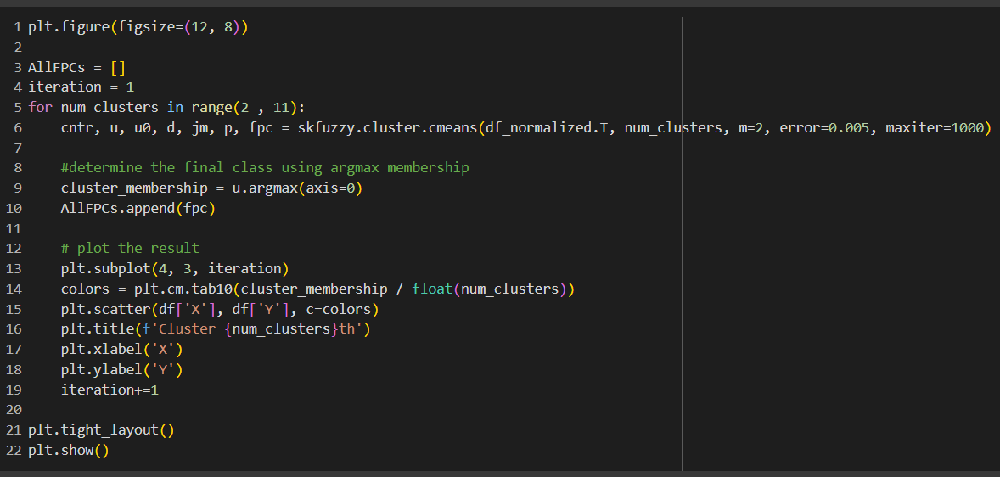 1 plt.figure(figsize=(12, 8))
2
3 AllFPCs = []
4 iteration = 1
5 for num_clusters in range(2 , 11):
6     cntr, u, u0, d, jm, p, fpc = skfuzzy.cluster.cmeans(df_normalized.T, num_clusters, m=2, error=0.005, maxiter=1000)
7
8     #determine the final class using argmax membership
9     cluster_membership = u.argmax(axis=0)
10     AllFPCs.append(fpc)
11
12     # plot the result
13     plt.subplot(4, 3, iteration)
14     colors = plt.cm.tab10(cluster_membership / float(num_clusters))
15     plt.scatter(df['X'], df['Y'], c=colors)
16     plt.title(f'Cluster {num_clusters}th')
17     plt.xlabel('X')
18     plt.ylabel('Y')
19     iteration+=1
20
21 plt.tight_layout()
22 plt.show()